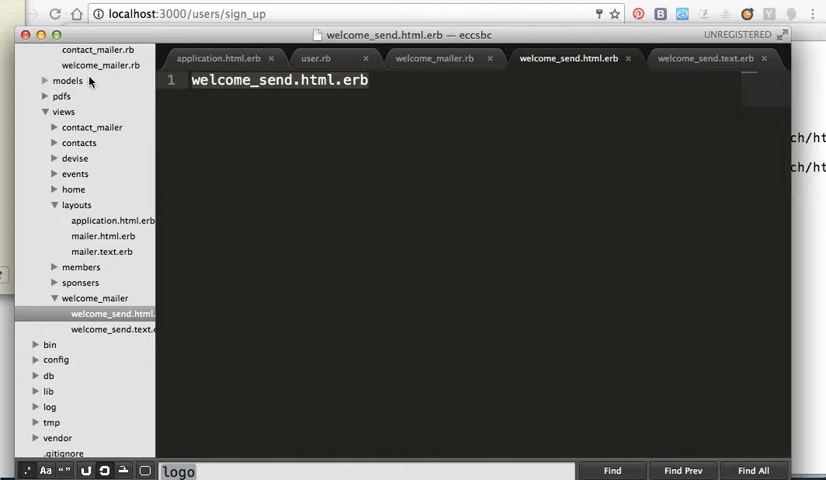 localhost:3000/users/sign_up
welcome_send.html.erb — eccsbc
UNREGISTERED
contact_mailer.rb
welcome_mailer.rb
models
pdfs
views
contact_mailer
contacts
devise
events
home
layouts
application.html.erb
mailer.html.erb
mailer.text.erb
members
sponsers
welcome_mailer
welcome_send.html.
welcome_send.text.e
bin
config
db
lib
log
tmp
vendor
.gitignore
application.html.erb × user.rb × welcome_mailer.rb × welcome_send.html.erb × welcome_send.text.erb ×
1 welcome_send.html.erb
ch/ht
ch/ht
.* Aa “”
logo
Find Find Prev Find All